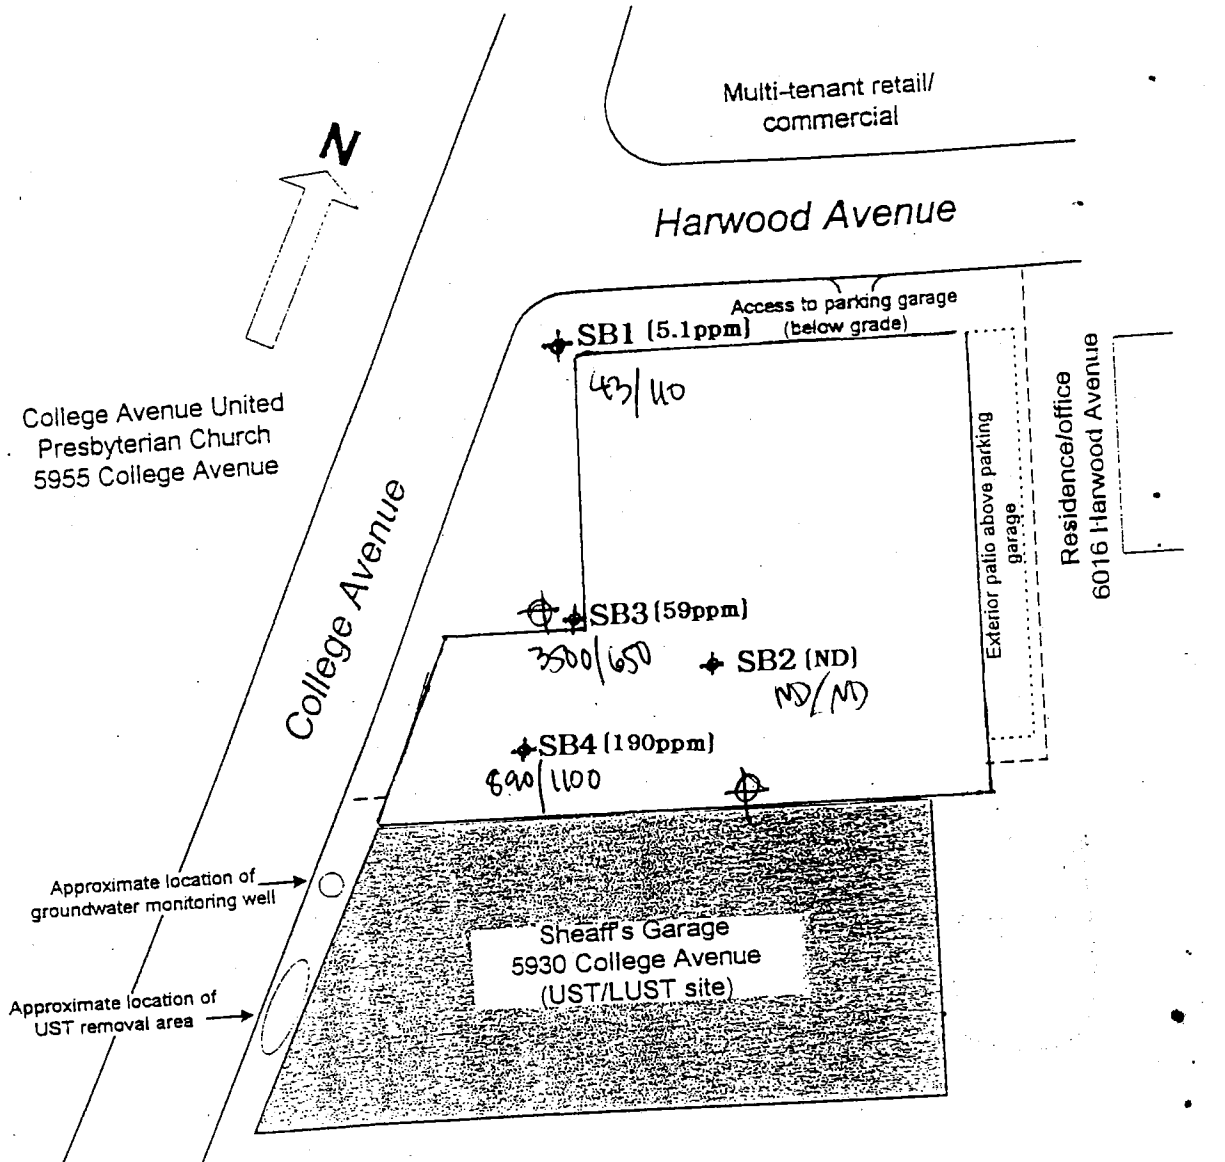 Multi-tenant retail/
commercial
N
Harwood Avenue
Access to parking garage
(below grade)
SB1 (5.1ppm)
43/110
College Avenue United
Presbyterian Church
5955 College Avenue
College Avenue
Exterior patio above parking
garage
Residence/office
6016 Harwood Avenue
SB3 (59ppm)
3500/650
SB2 (ND)
ND/ND
SB4 (190ppm)
890/1100
Approximate location of
groundwater monitoring well
Sheaff's Garage
5930 College Avenue
(UST/LUST site)
Approximate location of
UST removal area